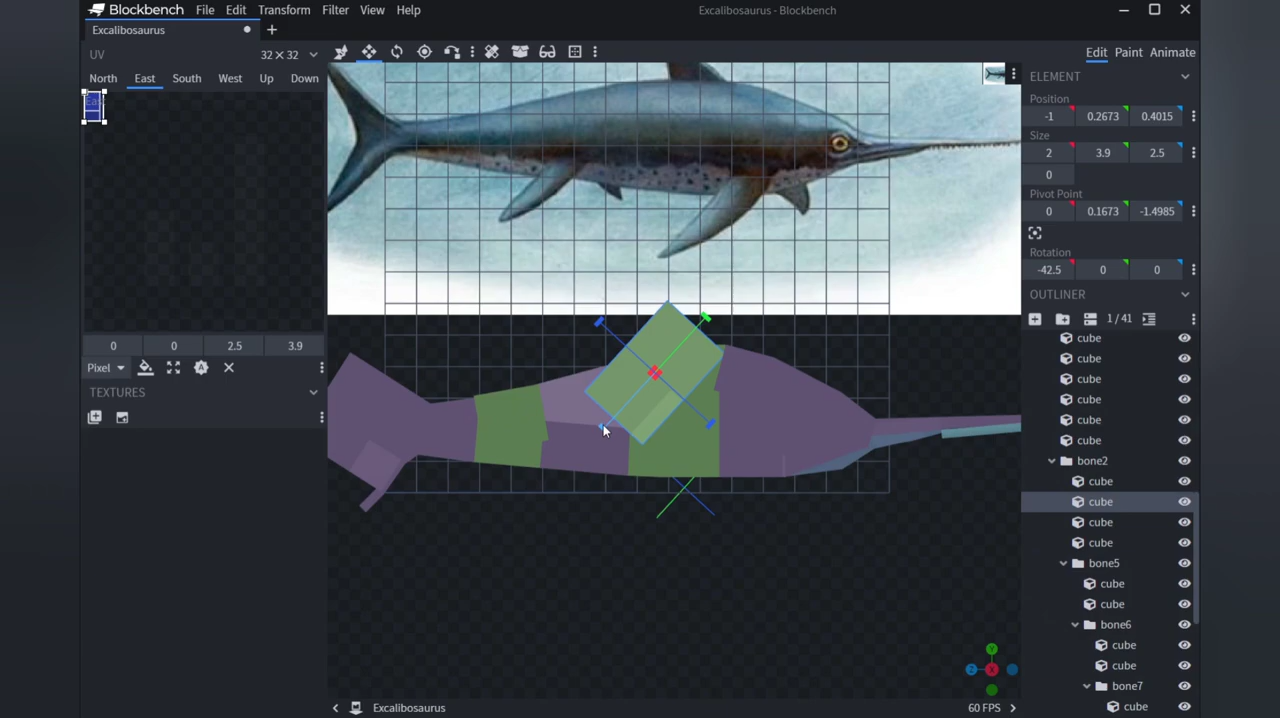 Blockbench File Edit Transform Filter View Help Excalibosaurus - Blockbench
Excalibosaurus
UV 32 × 32
Edit Paint Animate
North East South West Up Down
ELEMENT
Position
-1 0.2673 0.4015
Size
2 3.9 2.5
0
Pivot Point
0 0.1673 -1.4985
Rotation
-42.5 0 0
OUTLINER
1 / 41
cube
cube
cube
cube
cube
cube
bone2
cube
cube
cube
cube
bone5
cube
cube
bone6
cube
cube
bone7
cube
0 0 2.5 3.9
Pixel
TEXTURES
Y
Z X
Excalibosaurus 60 FPS